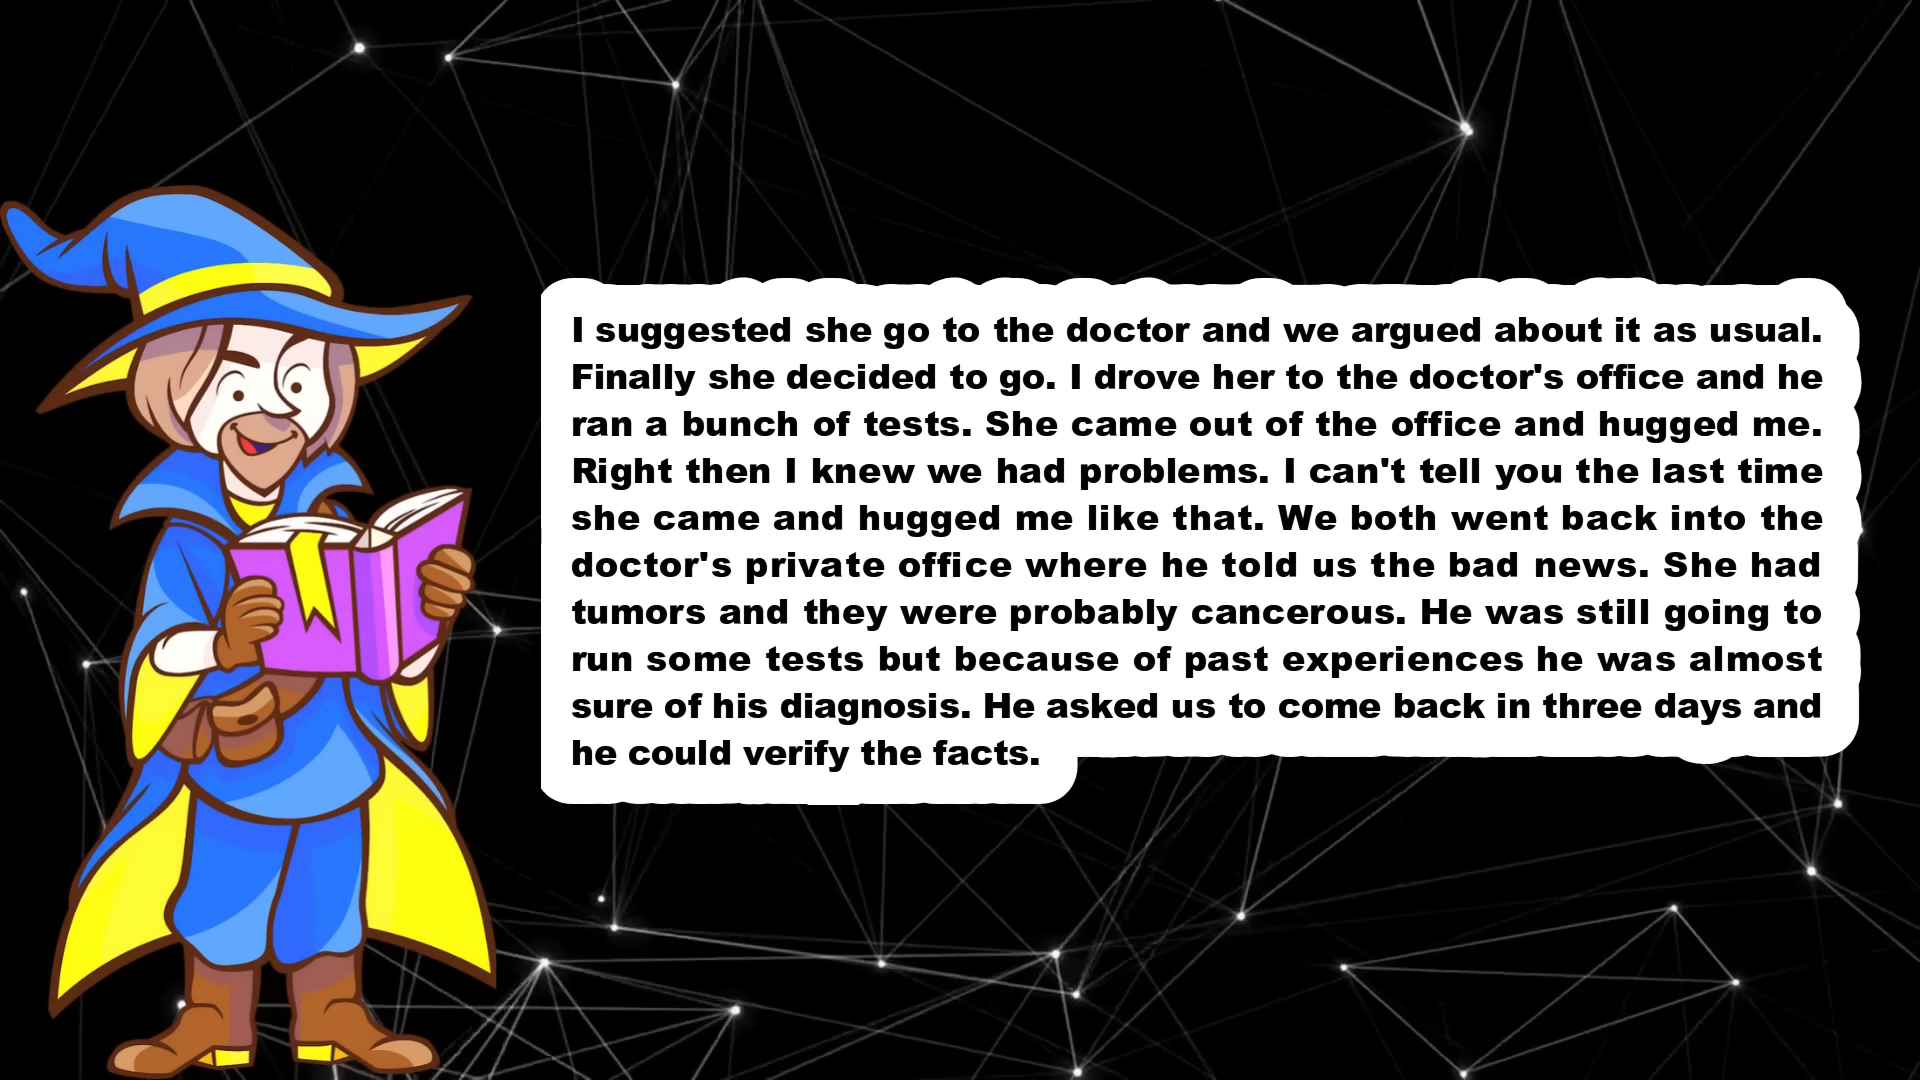 I suggested she go to the doctor and we argued about it as usual.
Finally she decided to go. I drove her to the doctor's office and he
ran a bunch of tests. She came out of the office and hugged me.
Right then I knew we had problems. I can't tell you the last time
she came and hugged me like that. We both went back into the
doctor's private office where he told us the bad news. She had
tumors and they were probably cancerous. He was still going to
run some tests but because of past experiences he was almost
sure of his diagnosis. He asked us to come back in three days and
he could verify the facts.